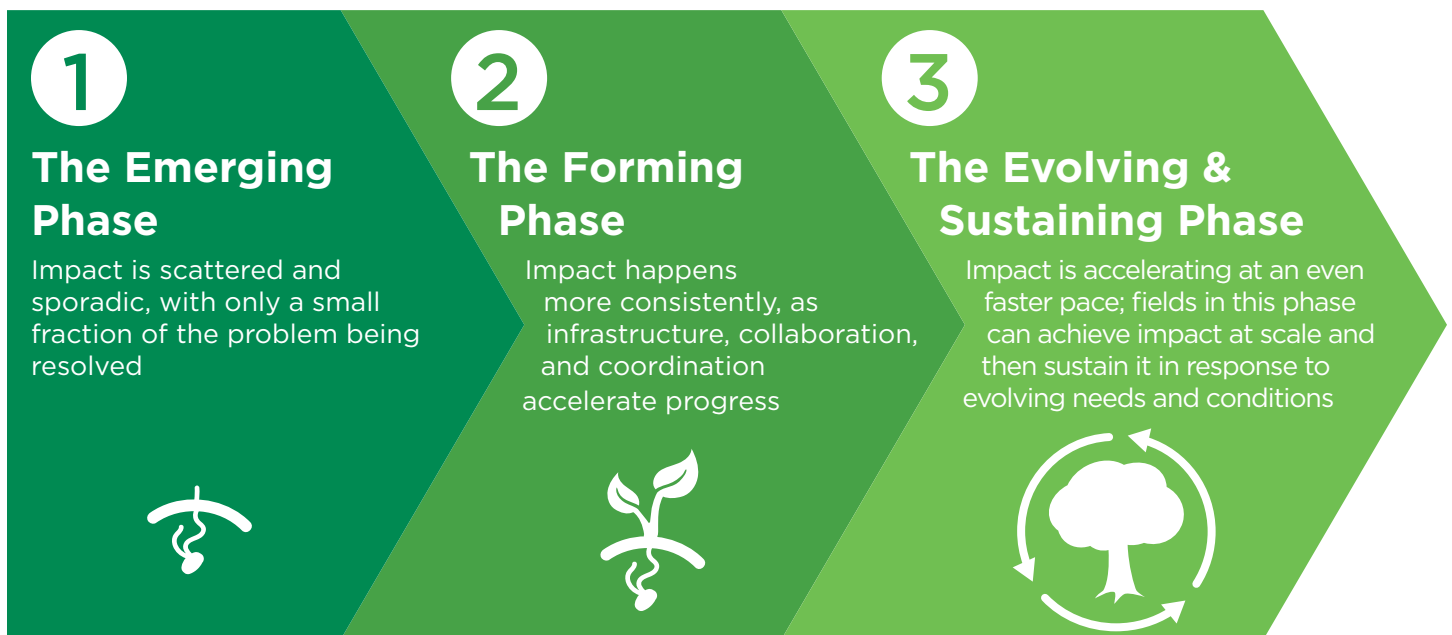 1
The Emerging
Phase
Impact is scattered and
sporadic, with only a small
fraction of the problem being
resolved
2
The Forming
Phase
Impact happens
more consistently, as
infrastructure, collaboration,
and coordination
accelerate progress
3
The Evolving &
Sustaining Phase
Impact is accelerating at an even
faster pace; fields in this phase
can achieve impact at scale and
then sustain it in response to
evolving needs and conditions